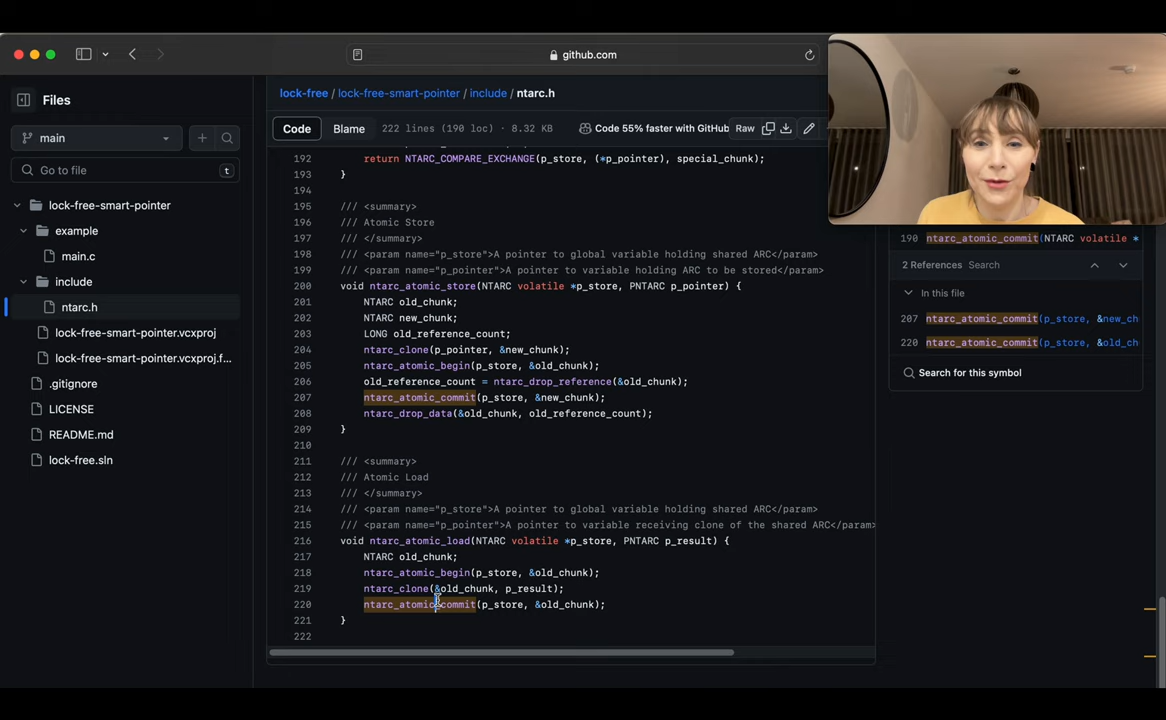 github.com
Files
main
Go to file
t
lock-free-smart-pointer
example
main.c
include
ntarc.h
lock-free-smart-pointer.vcxproj
lock-free-smart-pointer.vcxproj.f...
.gitignore
LICENSE
README.md
lock-free.sln
lock-free / lock-free-smart-pointer / include / ntarc.h
Code Blame 222 lines (190 loc) · 8.32 KB Code 55% faster with GitHub Raw
192 return NTARC_COMPARE_EXCHANGE(p_store, (*p_pointer), special_chunk);
193 }
194
195 /// <summary>
196 /// Atomic Store
197 /// </summary>
198 /// <param name="p_store">A pointer to global variable holding shared ARC</param>
199 /// <param name="p_pointer">A pointer to variable holding ARC to be stored</param>
200 void ntarc_atomic_store(NTARC volatile *p_store, PNTARC p_pointer) {
201 NTARC old_chunk;
202 NTARC new_chunk;
203 LONG old_reference_count;
204 ntarc_clone(p_pointer, &new_chunk);
205 ntarc_atomic_begin(p_store, &old_chunk);
206 old_reference_count = ntarc_drop_reference(&old_chunk);
207 ntarc_atomic_commit(p_store, &new_chunk);
208 ntarc_drop_data(&old_chunk, old_reference_count);
209 }
210
211 /// <summary>
212 /// Atomic Load
213 /// </summary>
214 /// <param name="p_store">A pointer to global variable holding shared ARC</param>
215 /// <param name="p_pointer">A pointer to variable receiving clone of the shared ARC</param>
216 void ntarc_atomic_load(NTARC volatile *p_store, PNTARC p_result) {
217 NTARC old_chunk;
218 ntarc_atomic_begin(p_store, &old_chunk);
219 ntarc_clone(&old_chunk, p_result);
220 ntarc_atomic_commit(p_store, &old_chunk);
221 }
222
190 ntarc_atomic_commit(NTARC volatile *
2 References Search
In this file
207 ntarc_atomic_commit(p_store, &new_ch
220 ntarc_atomic_commit(p_store, &old_ch
Search for this symbol